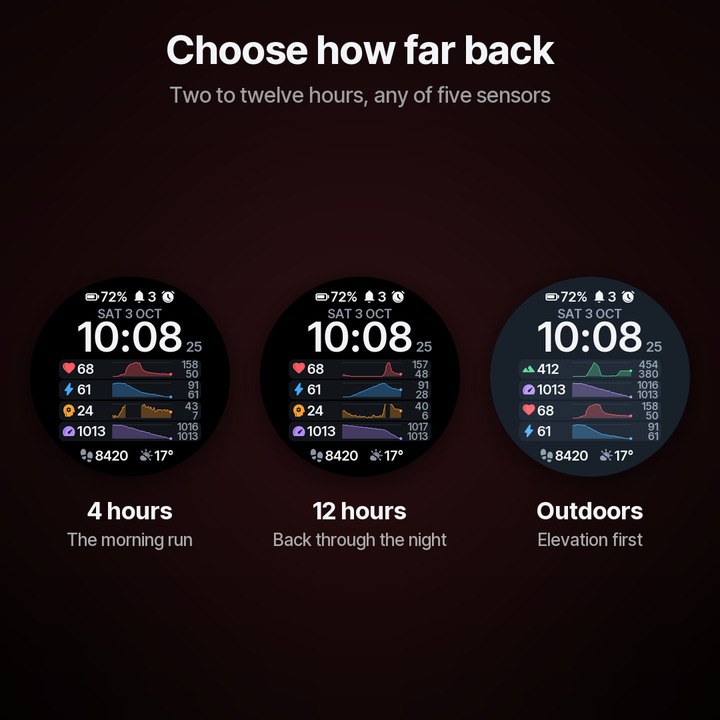 Choose how far back
Two to twelve hours, any of five sensors
72% 3
SAT 3 OCT
10:08 25
68 158 50
61 91 61
24 43 7
1013 1016 1013
8420 17°
4 hours
The morning run
72% 3
SAT 3 OCT
10:08 25
68 157 48
61 91 28
24 40 6
1013 1017 1013
8420 17°
12 hours
Back through the night
72% 3
SAT 3 OCT
10:08 25
412 454 380
1013 1016 1013
68 158 50
61 91 61
8420 17°
Outdoors
Elevation first